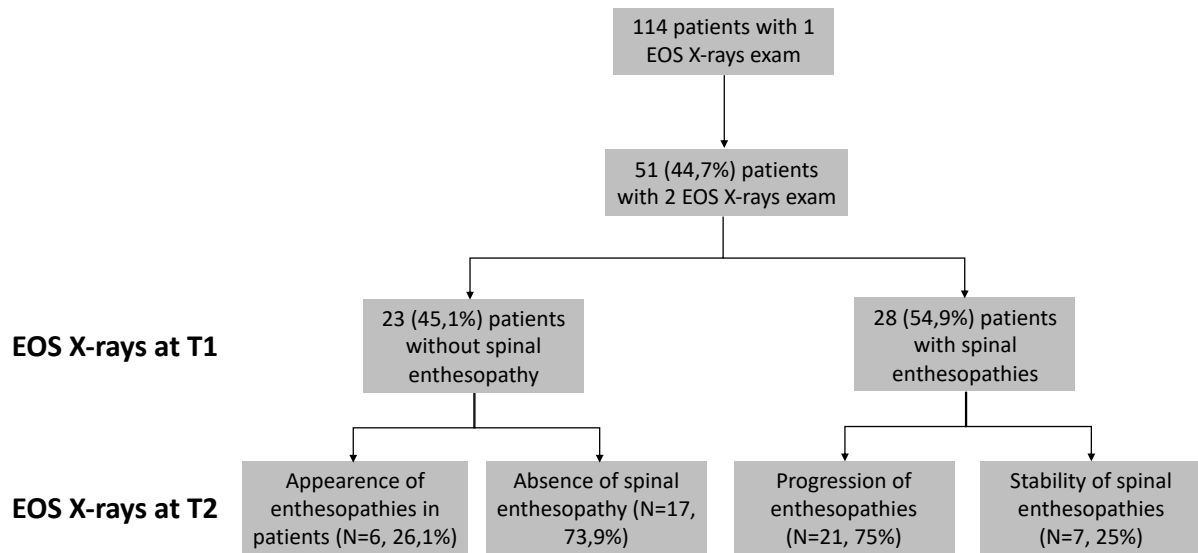 114 patients with 1
EOS X-rays exam
51 (44,7%) patients
with 2 EOS X-rays exam
EOS X-rays at T1
23 (45,1%) patients
without spinal
enthesopathy
28 (54,9%) patients
with spinal
enthesopathies
EOS X-rays at T2
Appearence of
enthesopathies in
patients (N=6, 26,1%)
Absence of spinal
enthesopathy (N=17,
73,9%)
Progression of
enthesopathies
(N=21, 75%)
Stability of spinal
enthesopathies
(N=7, 25%)